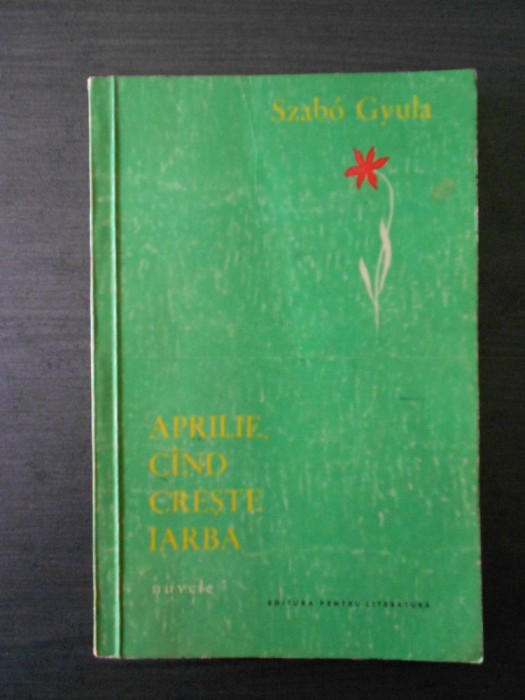 Szabó Gyula
APRILIE,
CÎND
CREȘTE
IARBA
nuvele
EDITURA PENTRU LITERATURĂ